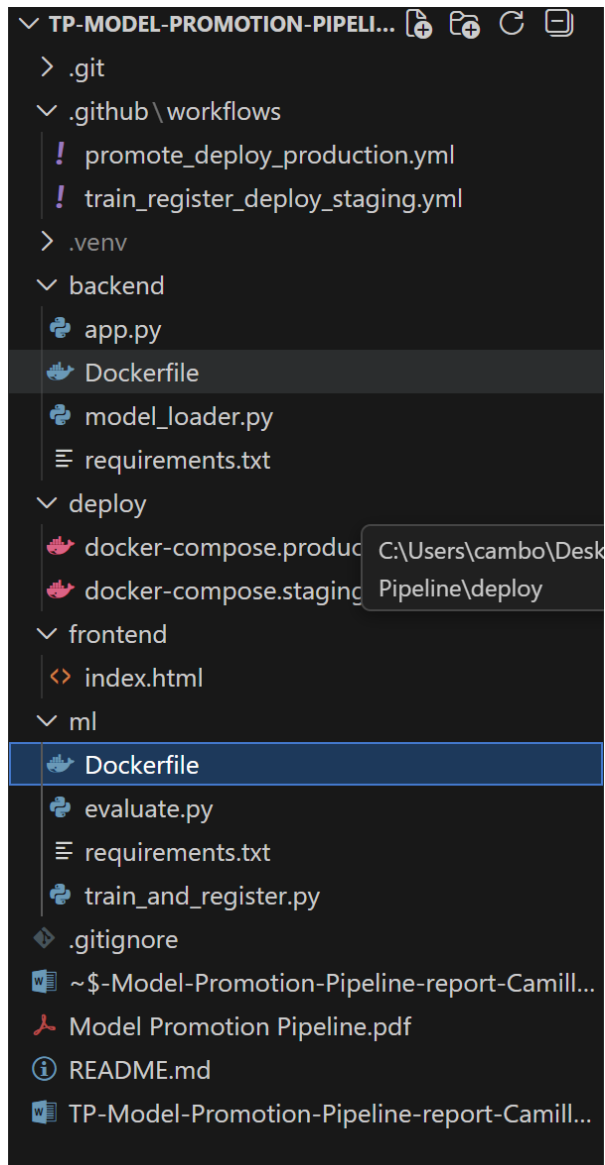 TP-MODEL-PROMOTION-PIPELI...
.git
.github\workflows
promote_deploy_production.yml
train_register_deploy_staging.yml
.venv
backend
app.py
Dockerfile
model_loader.py
requirements.txt
deploy
docker-compose.produc
docker-compose.staging
C:\Users\cambo\Desk
Pipeline\deploy
frontend
index.html
ml
Dockerfile
evaluate.py
requirements.txt
train_and_register.py
.gitignore
~$-Model-Promotion-Pipeline-report-Camill...
Model Promotion Pipeline.pdf
README.md
TP-Model-Promotion-Pipeline-report-Camill...